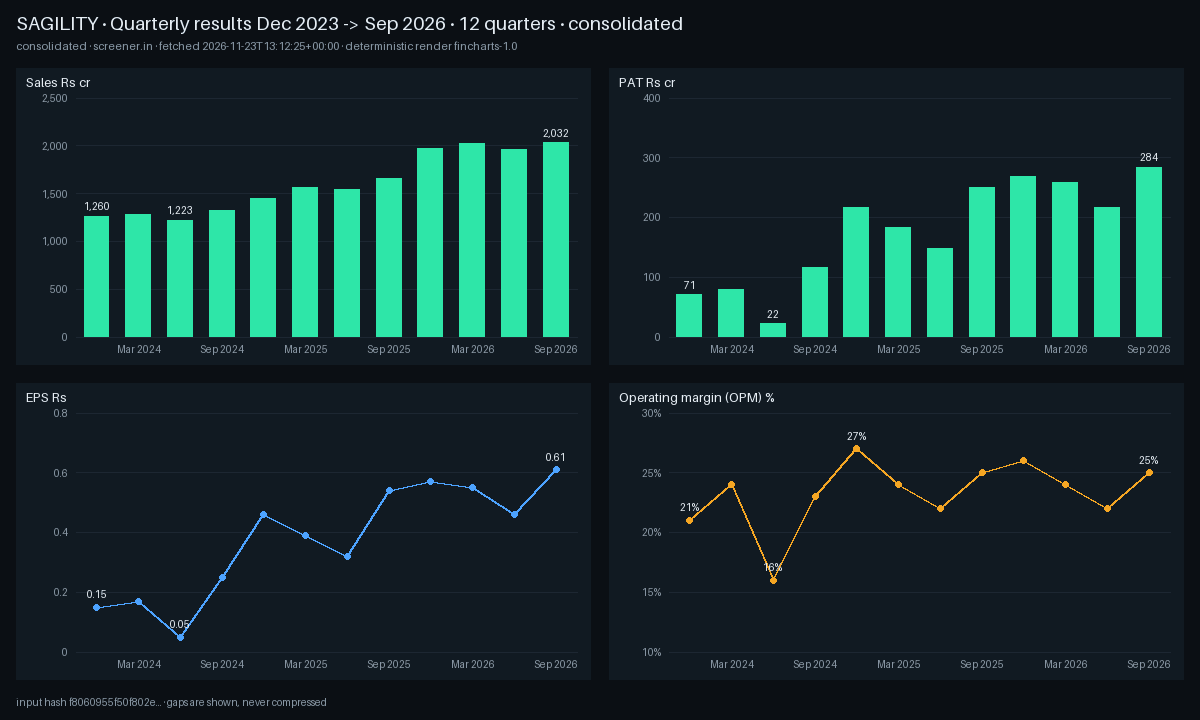 SAGILITY · Quarterly results Dec 2023 -> Sep 2026 · 12 quarters · consolidated
consolidated · screener.in · fetched 2026-11-23T13:12:25+00:00 · deterministic render fincharts-1.0
Sales Rs cr
2,500
2,000
1,500
1,000
500
0
1,260
1,223
2,032
Mar 2024
Sep 2024
Mar 2025
Sep 2025
Mar 2026
Sep 2026
PAT Rs cr
400
300
200
100
0
71
22
284
Mar 2024
Sep 2024
Mar 2025
Sep 2025
Mar 2026
Sep 2026
EPS Rs
0.8
0.6
0.4
0.2
0
0.15
0.05
0.61
Mar 2024
Sep 2024
Mar 2025
Sep 2025
Mar 2026
Sep 2026
Operating margin (OPM) %
30%
25%
20%
15%
10%
21%
16%
27%
25%
Mar 2024
Sep 2024
Mar 2025
Sep 2025
Mar 2026
Sep 2026
input hash f8060955f50f802e… · gaps are shown, never compressed